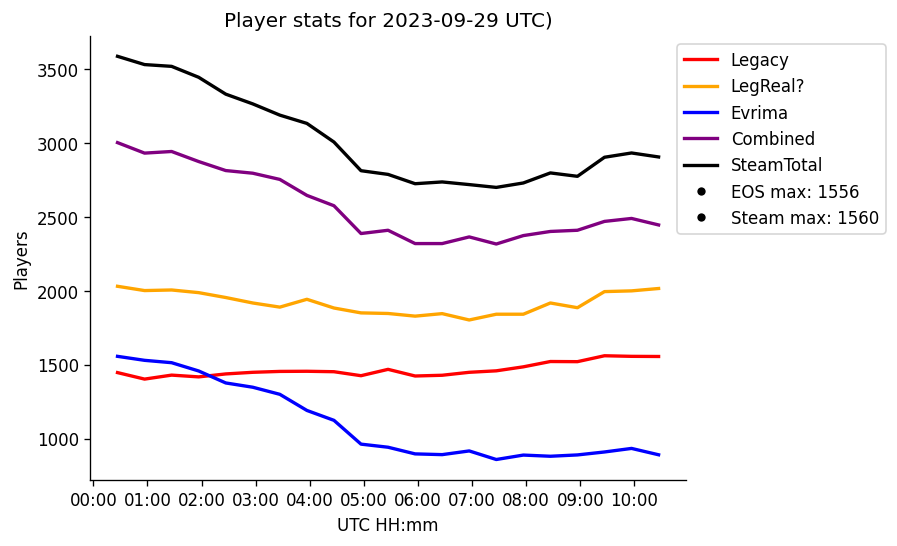 Player stats for 2023-09-29 UTC)
3500
3000
2500
2000
1500
1000
Players
00:00 01:00 02:00 03:00 04:00 05:00 06:00 07:00 08:00 09:00 10:00
UTC HH:mm
Legacy
LegReal?
Evrima
Combined
SteamTotal
EOS max: 1556
Steam max: 1560